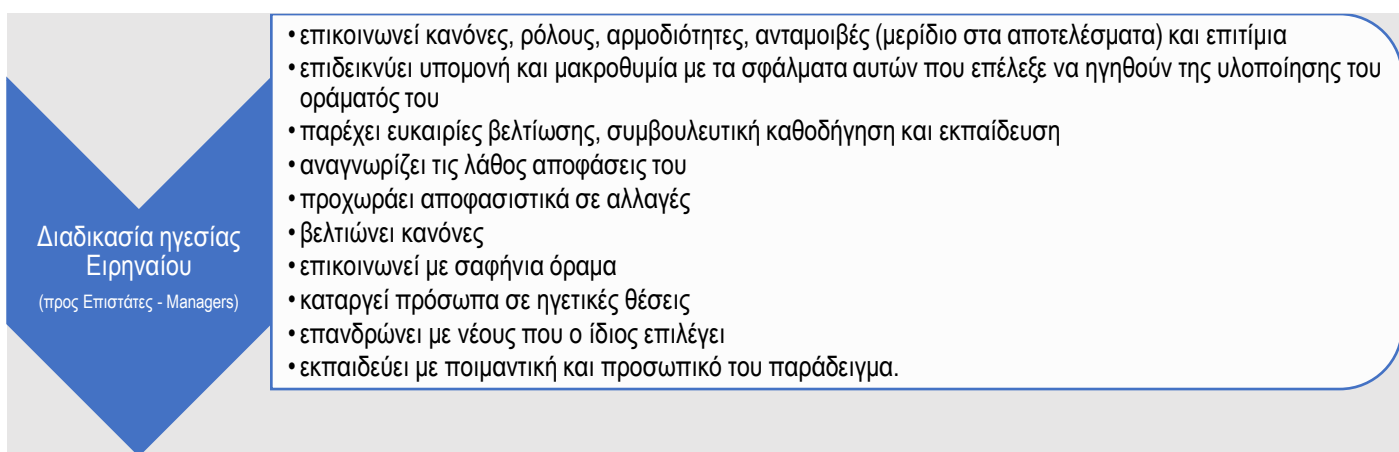 • επικοινωνεί κανόνες, ρόλους, αρμοδιότητες, ανταμοιβές (μερίδιο στα αποτελέσματα) και επιτίμια
• επιδεικνύει υπομονή και μακροθυμία με τα σφάλματα αυτών που επέλεξε να ηγηθούν της υλοποίησης του
οράματός του
• παρέχει ευκαιρίες βελτίωσης, συμβουλευτική καθοδήγηση και εκπαίδευση
• αναγνωρίζει τις λάθος αποφάσεις του
• προχωράει αποφασιστικά σε αλλαγές
• βελτιώνει κανόνες
• επικοινωνεί με σαφήνια όραμα
• καταργεί πρόσωπα σε ηγετικές θέσεις
• επανδρώνει με νέους που ο ίδιος επιλέγει
• εκπαιδεύει με ποιμαντική και προσωπικό του παράδειγμα.
Διαδικασία ηγεσίας
Ειρηναίου
(προς Επιστάτες - Managers)